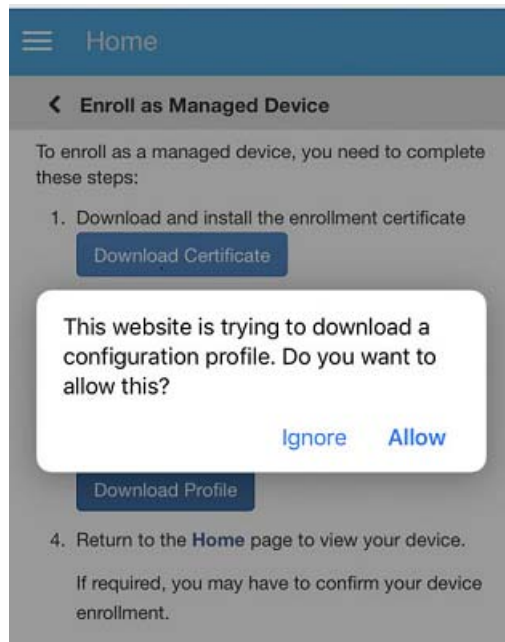 Home
Enroll as Managed Device
To enroll as a managed device, you need to complete
these steps:
1. Download and install the enrollment certificate
Download Certificate
This website is trying to download a
configuration profile. Do you want to
allow this?
Ignore Allow
Download Profile
4. Return to the Home page to view your device.
If required, you may have to confirm your device
enrollment.